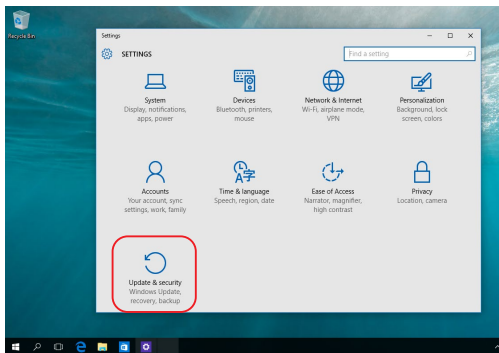 Recycle Bin
Settings
SETTINGS
Find a setting
System
Display, notifications,
apps, power
Devices
Bluetooth, printers,
mouse
Network & Internet
Wi-Fi, airplane mode,
VPN
Personalization
Background, lock
screen, colors
Accounts
Your account, sync
settings, work, family
Time & language
Speech, region, date
Ease of Access
Narrator, magnifier,
high contrast
Privacy
Location, camera
Update & security
Windows Update,
recovery, backup